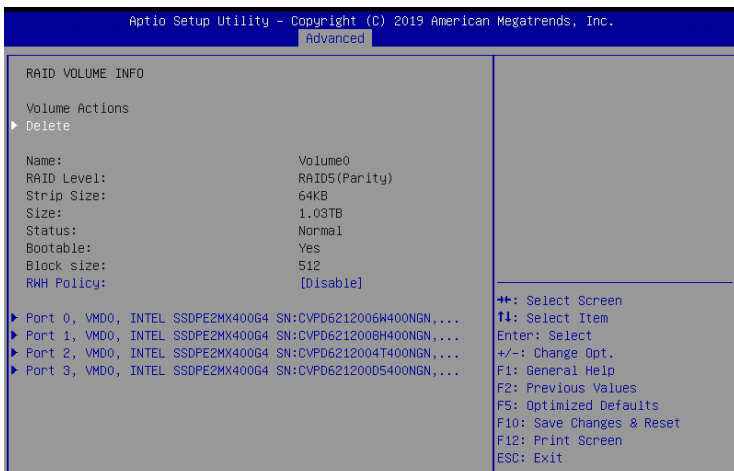 Aptio Setup Utility – Copyright (C) 2019 American Megatrends, Inc.
Advanced
RAID VOLUME INFO
Volume Actions
Delete
Name: Volume0
RAID Level: RAID5(Parity)
Strip Size: 64KB
Size: 1.03TB
Status: Normal
Bootable: Yes
Block size: 512
RWH Policy: [Disable]
Port 0, VMD0, INTEL SSDPE2MX400G4 SN:CVPD6212006W400NGN,...
Port 1, VMD0, INTEL SSDPE2MX400G4 SN:CVPD6212008H400NGN,...
Port 2, VMD0, INTEL SSDPE2MX400G4 SN:CVPD6212004T400NGN,...
Port 3, VMD0, INTEL SSDPE2MX400G4 SN:CVPD621200D5400NGN,...
→←: Select Screen
↑↓: Select Item
Enter: Select
+/-: Change Opt.
F1: General Help
F2: Previous Values
F5: Optimized Defaults
F10: Save Changes & Reset
F12: Print Screen
ESC: Exit